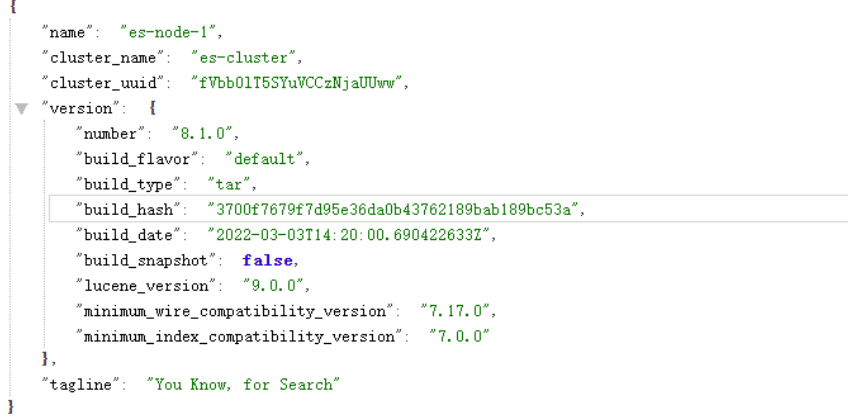 {
"name": "es-node-1",
"cluster_name": "es-cluster",
"cluster_uuid": "fVbb0lT5SYuVCCzNjaUUww",
"version": {
"number": "8.1.0",
"build_flavor": "default",
"build_type": "tar",
"build_hash": "3700f7679f7d95e36da0b43762189bab189bc53a",
"build_date": "2022-03-03T14:20:00.690422633Z",
"build_snapshot": false,
"lucene_version": "9.0.0",
"minimum_wire_compatibility_version": "7.17.0",
"minimum_index_compatibility_version": "7.0.0"
},
"tagline": "You Know, for Search"
}